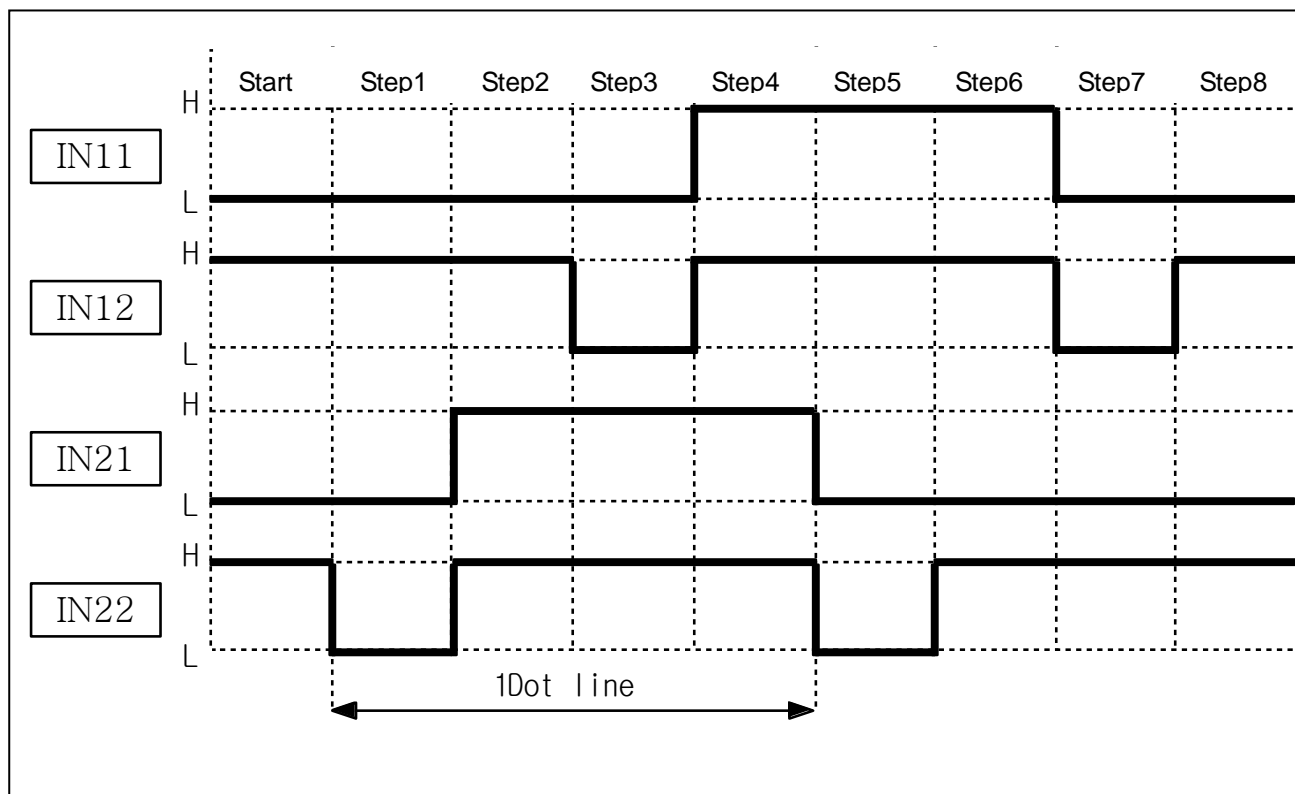 Start Step1 Step2 Step3 Step4 Step5 Step6 Step7 Step8
H
IN11
L
H
IN12
L
H
IN21
L
H
IN22
L
1Dot line